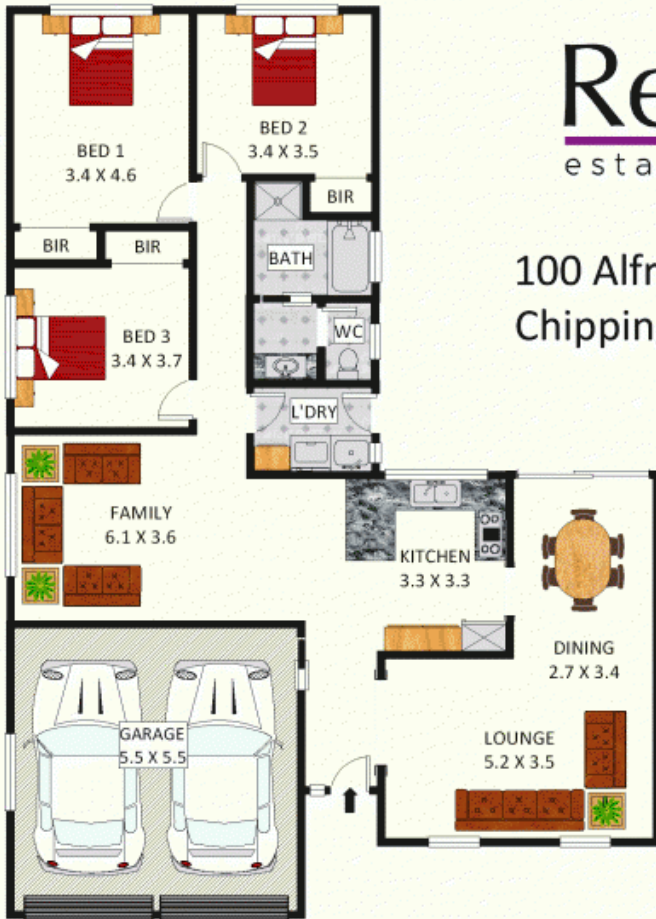 Re
esta
100 Alfr
Chippin
BED 1
3.4 X 4.6
BED 2
3.4 X 3.5
BIR
BIR
BIR
BATH
BED 3
3.4 X 3.7
WC
L'DRY
FAMILY
6.1 X 3.6
KITCHEN
3.3 X 3.3
DINING
2.7 X 3.4
GARAGE
5.5 X 5.5
LOUNGE
5.2 X 3.5